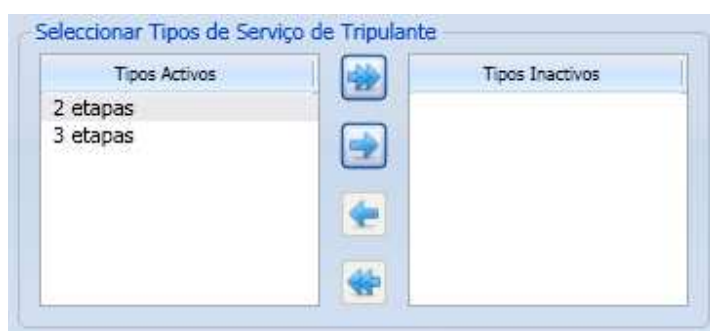 Seleccionar Tipos de Serviço de Tripulante
Tipos Activos
Tipos Inactivos
2 etapas
3 etapas